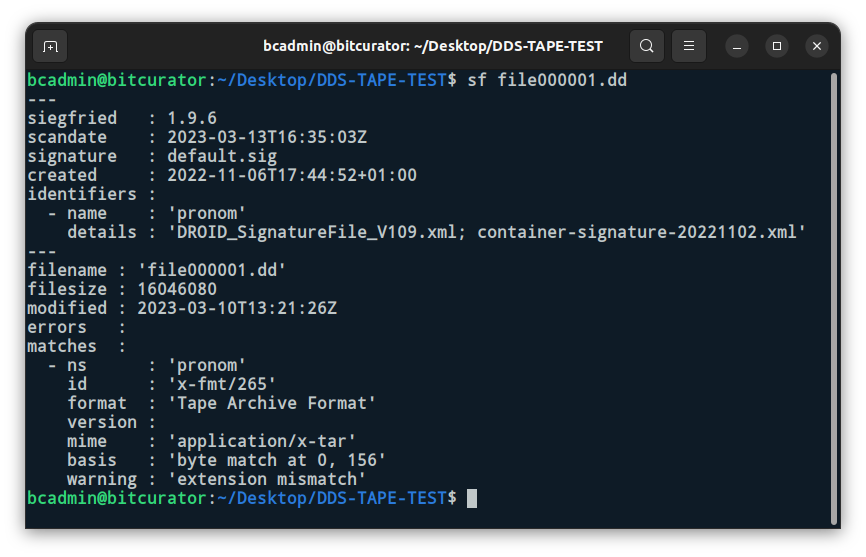 bcadmin@bitcurator: ~/Desktop/DDS-TAPE-TEST
bcadmin@bitcurator:~/Desktop/DDS-TAPE-TEST$ sf file000001.dd
---
siegfried   : 1.9.6
scandate    : 2023-03-13T16:35:03Z
signature   : default.sig
created     : 2022-11-06T17:44:52+01:00
identifiers :
  - name    : 'pronom'
    details : 'DROID_SignatureFile_V109.xml; container-signature-20221102.xml'
---
filename : 'file000001.dd'
filesize : 16046080
modified : 2023-03-10T13:21:26Z
errors   :
matches  :
  - ns      : 'pronom'
    id      : 'x-fmt/265'
    format  : 'Tape Archive Format'
    version :
    mime    : 'application/x-tar'
    basis   : 'byte match at 0, 156'
    warning : 'extension mismatch'
bcadmin@bitcurator:~/Desktop/DDS-TAPE-TEST$